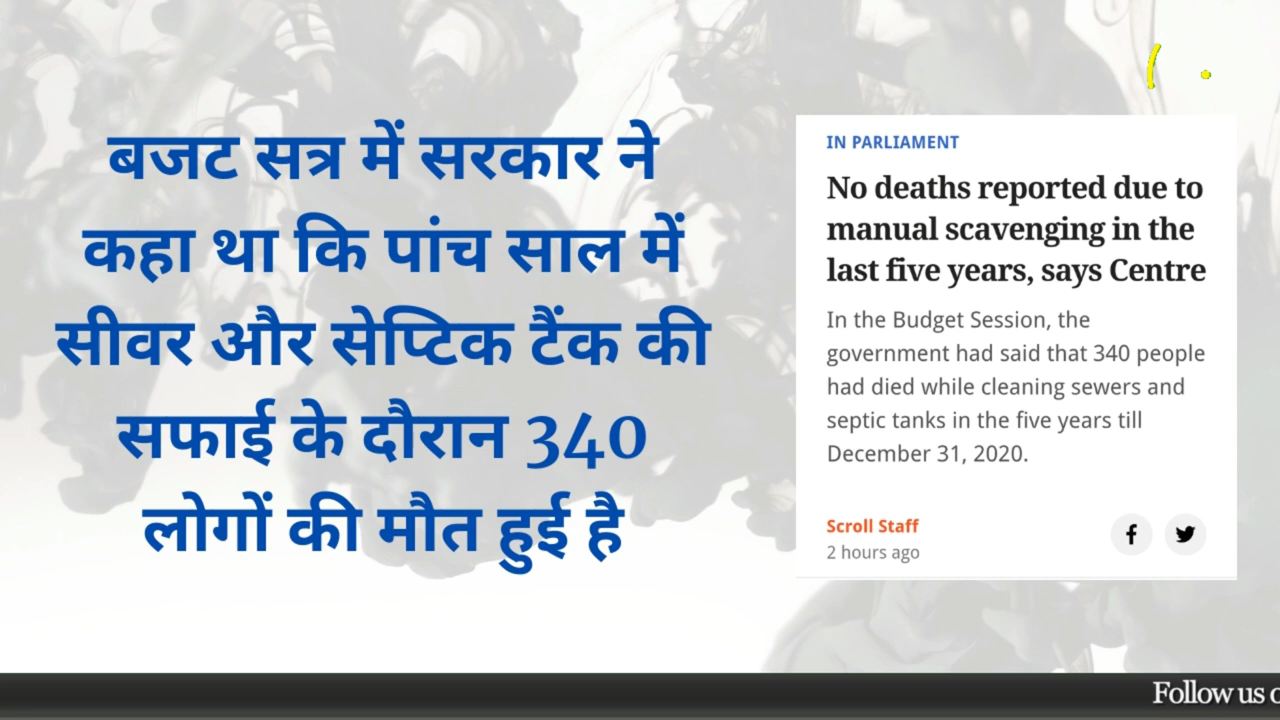 बजट सत्र में सरकार ने
कहा था कि पांच साल में
सीवर और सेप्टिक टैंक की
सफाई के दौरान 340
लोगों की मौत हुई है
IN PARLIAMENT
No deaths reported due to
manual scavenging in the
last five years, says Centre
In the Budget Session, the
government had said that 340 people
had died while cleaning sewers and
septic tanks in the five years till
December 31, 2020.
Scroll Staff
2 hours ago
Follow us